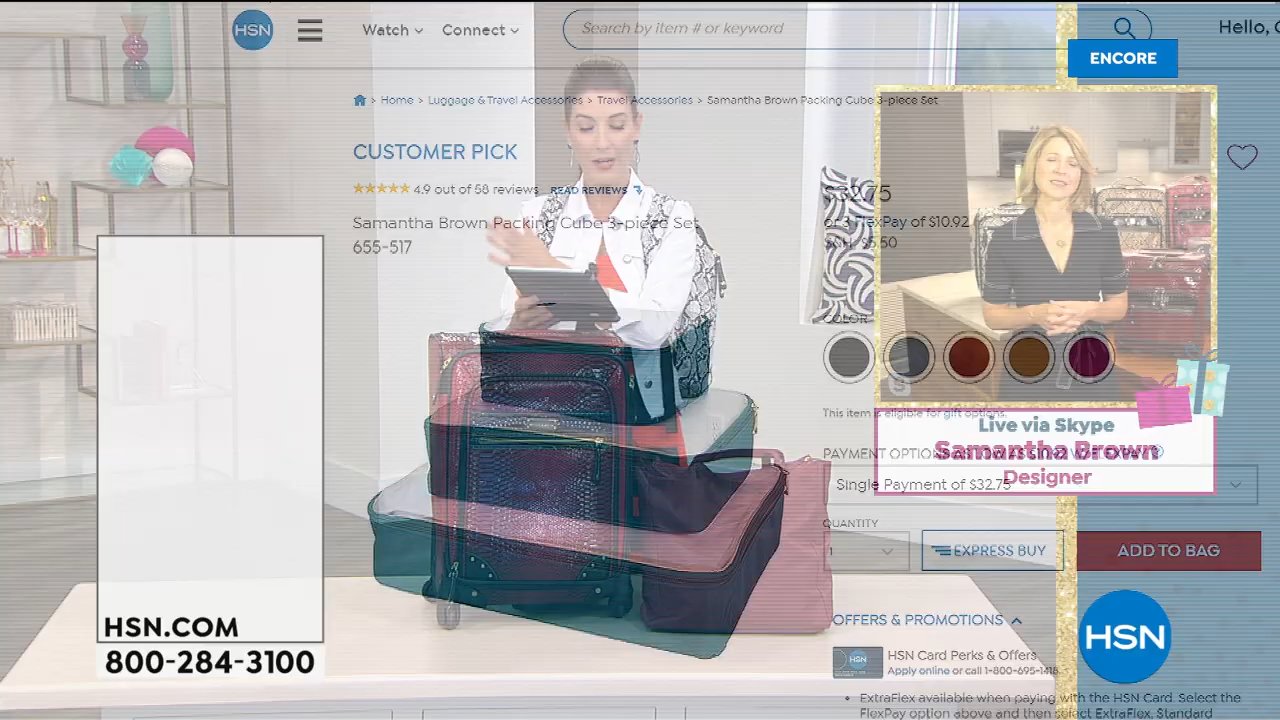 HSN
Watch
Connect
Search by item # or keyword
Hello,
ENCORE
> Home > Luggage & Travel Accessories > Travel Accessories > Samantha Brown Packing Cube 3-piece Set
CUSTOMER PICK
4.9 out of 58 reviews READ REVIEWS
Samantha Brown Packing Cube 3-piece Set
655-517
$32.75
or 3 FlexPay of $10.92
S&H: $5.50
COLOR
This item is eligible for gift options.
Live via Skype
Samantha Brown
Designer
PAYMENT OPTIONS
Single Payment of $32.75
QUANTITY
1
EXPRESS BUY
ADD TO BAG
OFFERS & PROMOTIONS
HSN
HSN Card Perks & Offers
Apply online or call 1-800-695-1418
• ExtraFlex available when paying with the HSN Card. Select the
FlexPay option above and then select ExtraFlex. Standard
HSN
HSN.COM
800-284-3100